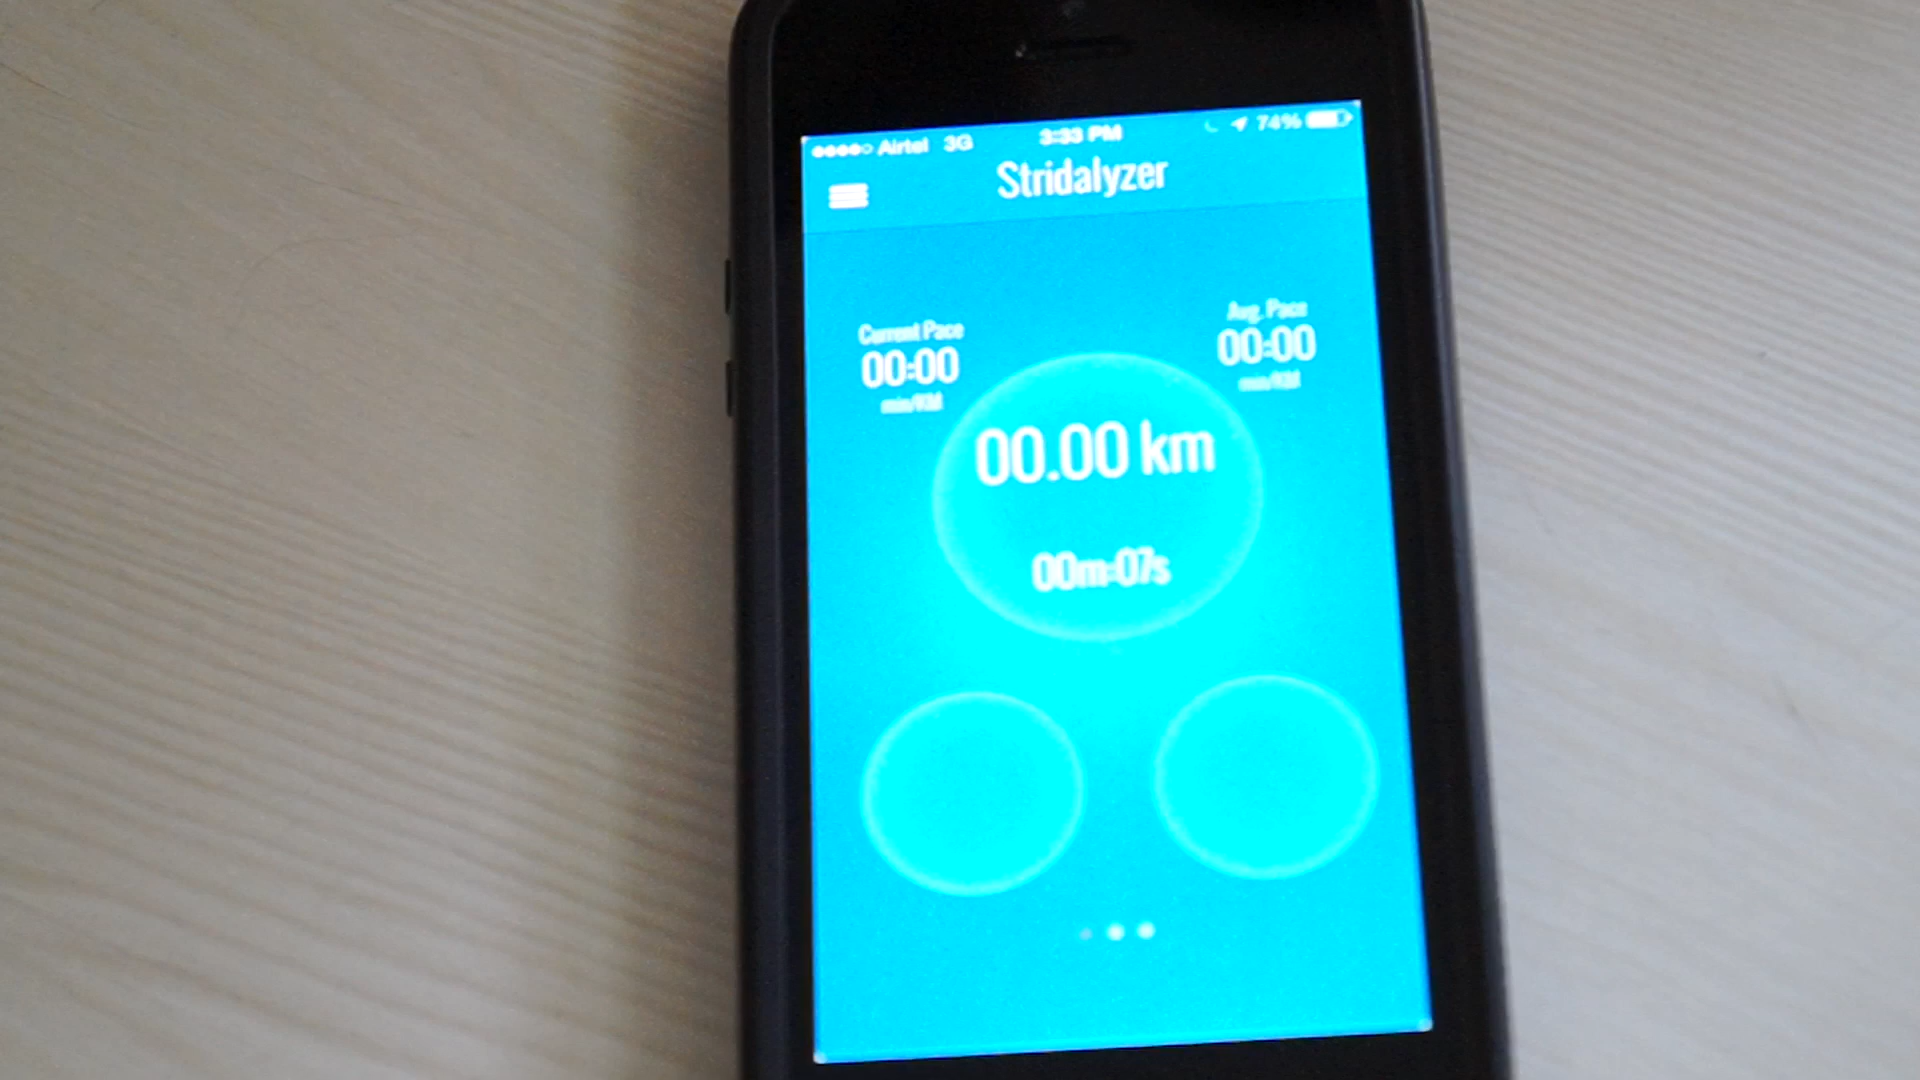 Airtel 3G 3:33 PM 74%
Stridalyzer
Current Pace
00:00
min/KM
Avg. Pace
00:00
min/KM
00.00 km
00m:07s